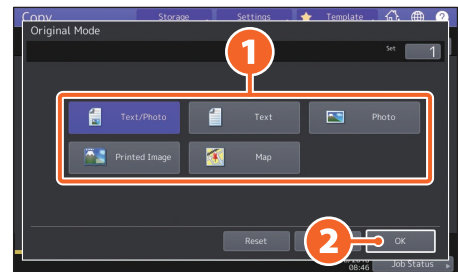 Copy Storage Settings Template
Original Mode
Set 1
1
Text/Photo Text Photo
Printed Image Map
Reset OK
2
08:46 Job Status